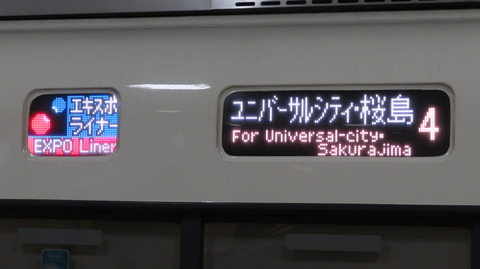 エキスポ
ライナー
EXPO Liner
ユニバーサルシティ・桜島
For Universal-city・
Sakurajima
4